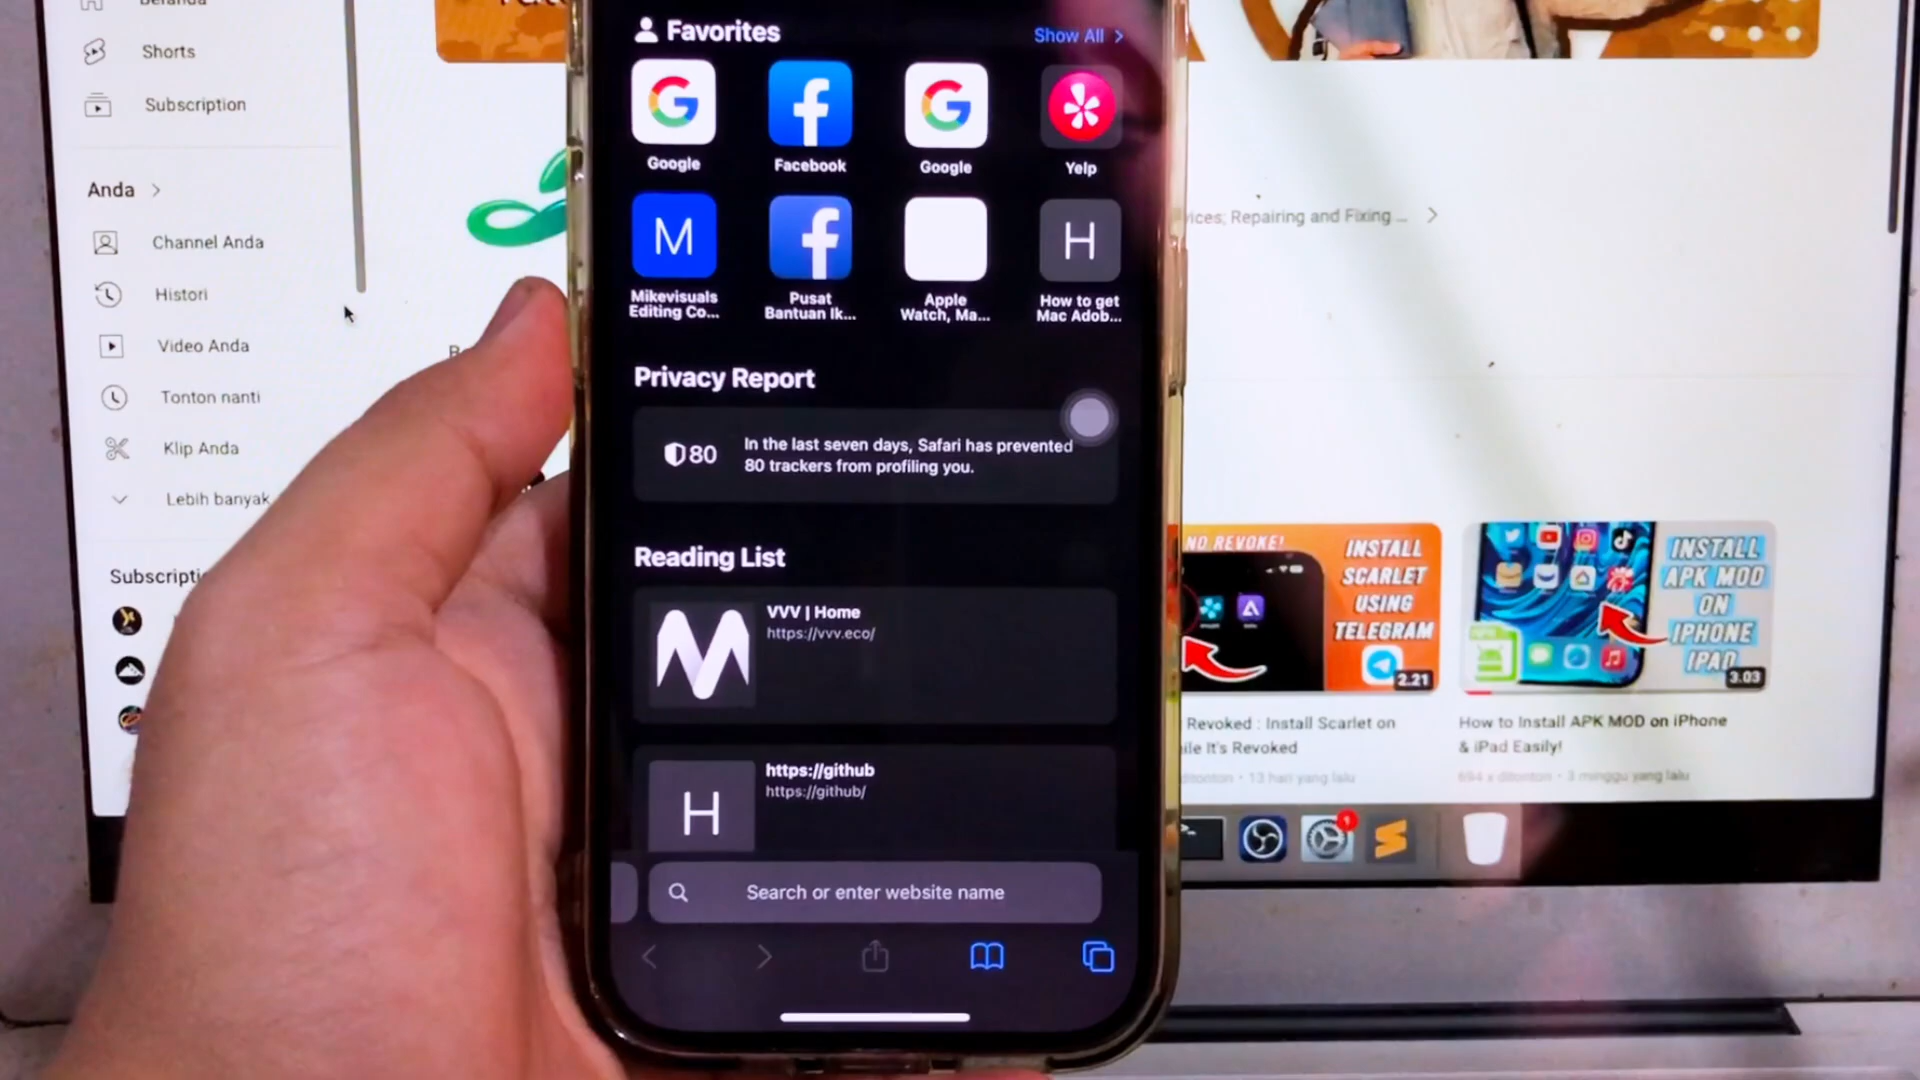 Shorts
Subscription
Anda
Channel Anda
Histori
Video Anda
Tonton nanti
Klip Anda
Lebih banyak
Favorites
Show All
Google
Facebook
Google
Yelp
M
H
Mikevisuals
Editing Co...
Pusat
Bantuan Ik...
Apple
Watch, Ma...
How to get
Mac Adob...
Privacy Report
80
In the last seven days, Safari has prevented
80 trackers from profiling you.
Reading List
VVV | Home
https://vvv.eco/
H
https://github
https://github/
Search or enter website name
Repairing and Fixing ...
NO REVOKE!
INSTALL
SCARLET
USING
TELEGRAM
2.21
Revoked : Install Scarlet on
It's Revoked
13 hari yang lalu
INSTALL
APK MOD
ON
IPHONE
IPAD
3.03
How to Install APK MOD on iPhone
& iPad Easily!
694 x ditonton • 3 minggu yang lalu
1